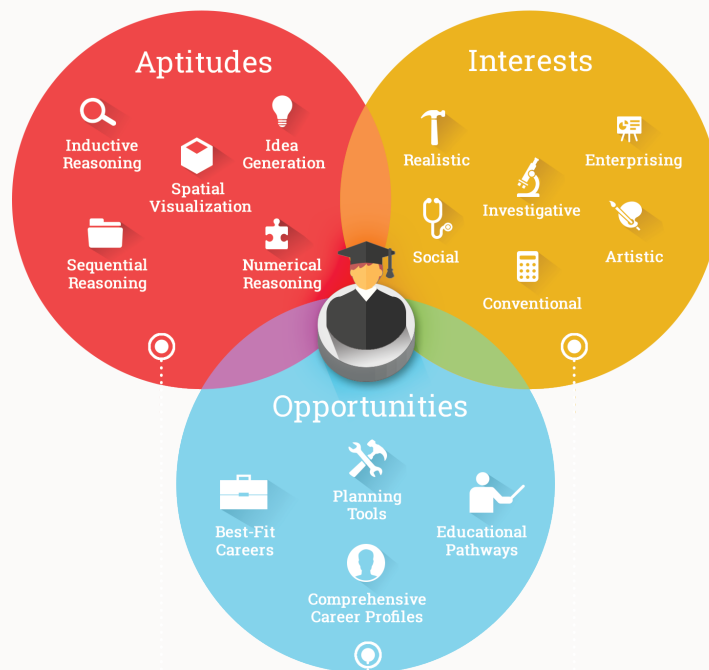 Aptitudes
Inductive
Reasoning
Idea
Generation
Spatial
Visualization
Sequential
Reasoning
Numerical
Reasoning
Interests
Realistic
Enterprising
Investigative
Social
Artistic
Conventional
Opportunities
Best-Fit
Careers
Planning
Tools
Educational
Pathways
Comprehensive
Career Profiles